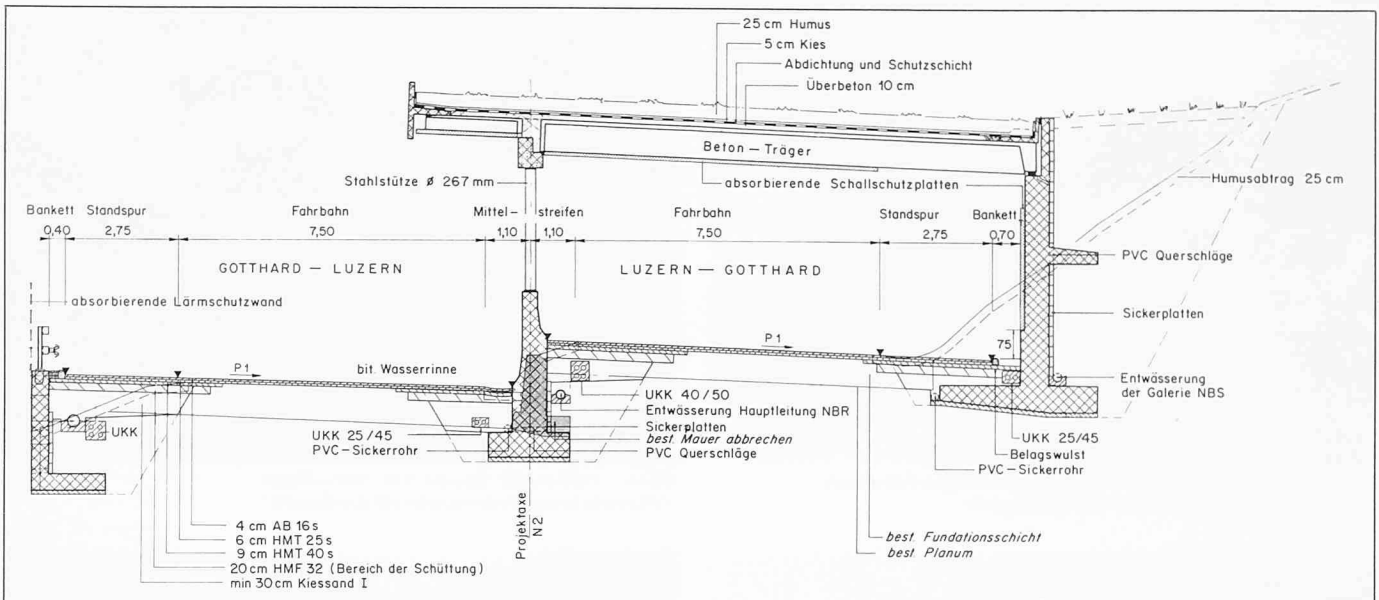 25 cm Humus
5 cm Kies
Abdichtung und Schutzschicht
Überbeton 10 cm
Beton – Träger
Stahlstütze ø 267 mm
absorbierende Schallschutzplatten
Humusabtrag 25 cm
Bankett Standspur Fahrbahn Mittel– streifen Fahrbahn Standspur Bankett
0,40 2,75 7,50 1,10 1,10 7,50 2,75 0,70
PVC Querschläge
GOTTHARD – LUZERN LUZERN – GOTTHARD
absorbierende Lärmschutzwand
Sickerplatten
P1
75
P1
bit. Wasserrinne
Entwässerung
der Galerie NBS
UKK 40/50
Entwässerung Hauptleitung NBR
UKK
UKK 25/45
Sickerplatten
best. Mauer abbrechen
UKK 25/45
PVC–Sickerrohr
PVC Querschläge
Belagswulst
PVC–Sickerrohr
Projektaxe
N2
4 cm AB 16 s
6 cm HMT 25 s
9 cm HMT 40 s
20 cm HMF 32 (Bereich der Schüttung)
min 30 cm Kiessand I
best. Fundationsschicht
best. Planum